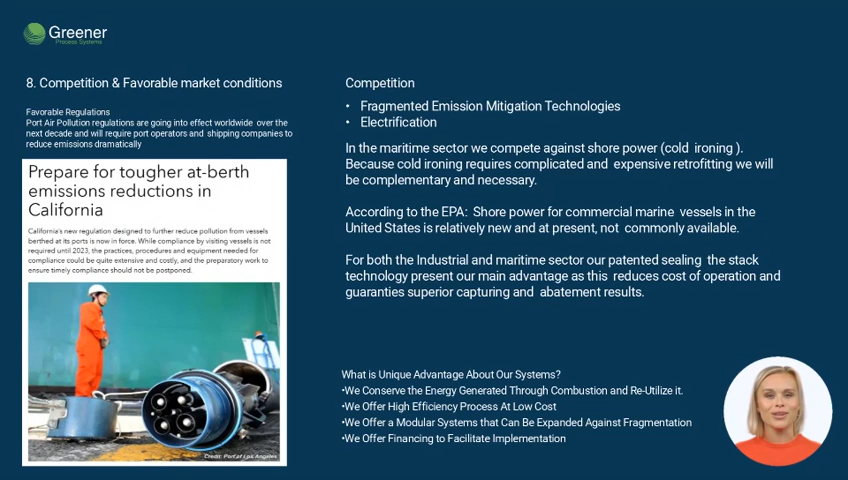 Greener
Process Systems
8. Competition & Favorable market conditions
Favorable Regulations
Port Air Pollution regulations are going into effect worldwide over the
next decade and will require port operators and shipping companies to
reduce emissions dramatically
Prepare for tougher at-berth
emissions reductions in
California
California's new regulation designed to further reduce pollution from vessels
berthed at its ports is now in force. While compliance by visiting vessels is not
required until 2023, the practices, procedures and equipment needed for
compliance could be quite extensive and costly, and the preparatory work to
ensure timely compliance should not be postponed.
Credit: Port of Los Angeles
Competition
• Fragmented Emission Mitigation Technologies
• Electrification
In the maritime sector we compete against shore power (cold ironing ).
Because cold ironing requires complicated and expensive retrofitting we will
be complementary and necessary.
According to the EPA: Shore power for commercial marine vessels in the
United States is relatively new and at present, not commonly available.
For both the Industrial and maritime sector our patented sealing the stack
technology present our main advantage as this reduces cost of operation and
guaranties superior capturing and abatement results.
What is Unique Advantage About Our Systems?
•We Conserve the Energy Generated Through Combustion and Re-Utilize it.
•We Offer High Efficiency Process At Low Cost
•We Offer a Modular Systems that Can Be Expanded Against Fragmentation
•We Offer Financing to Facilitate Implementation